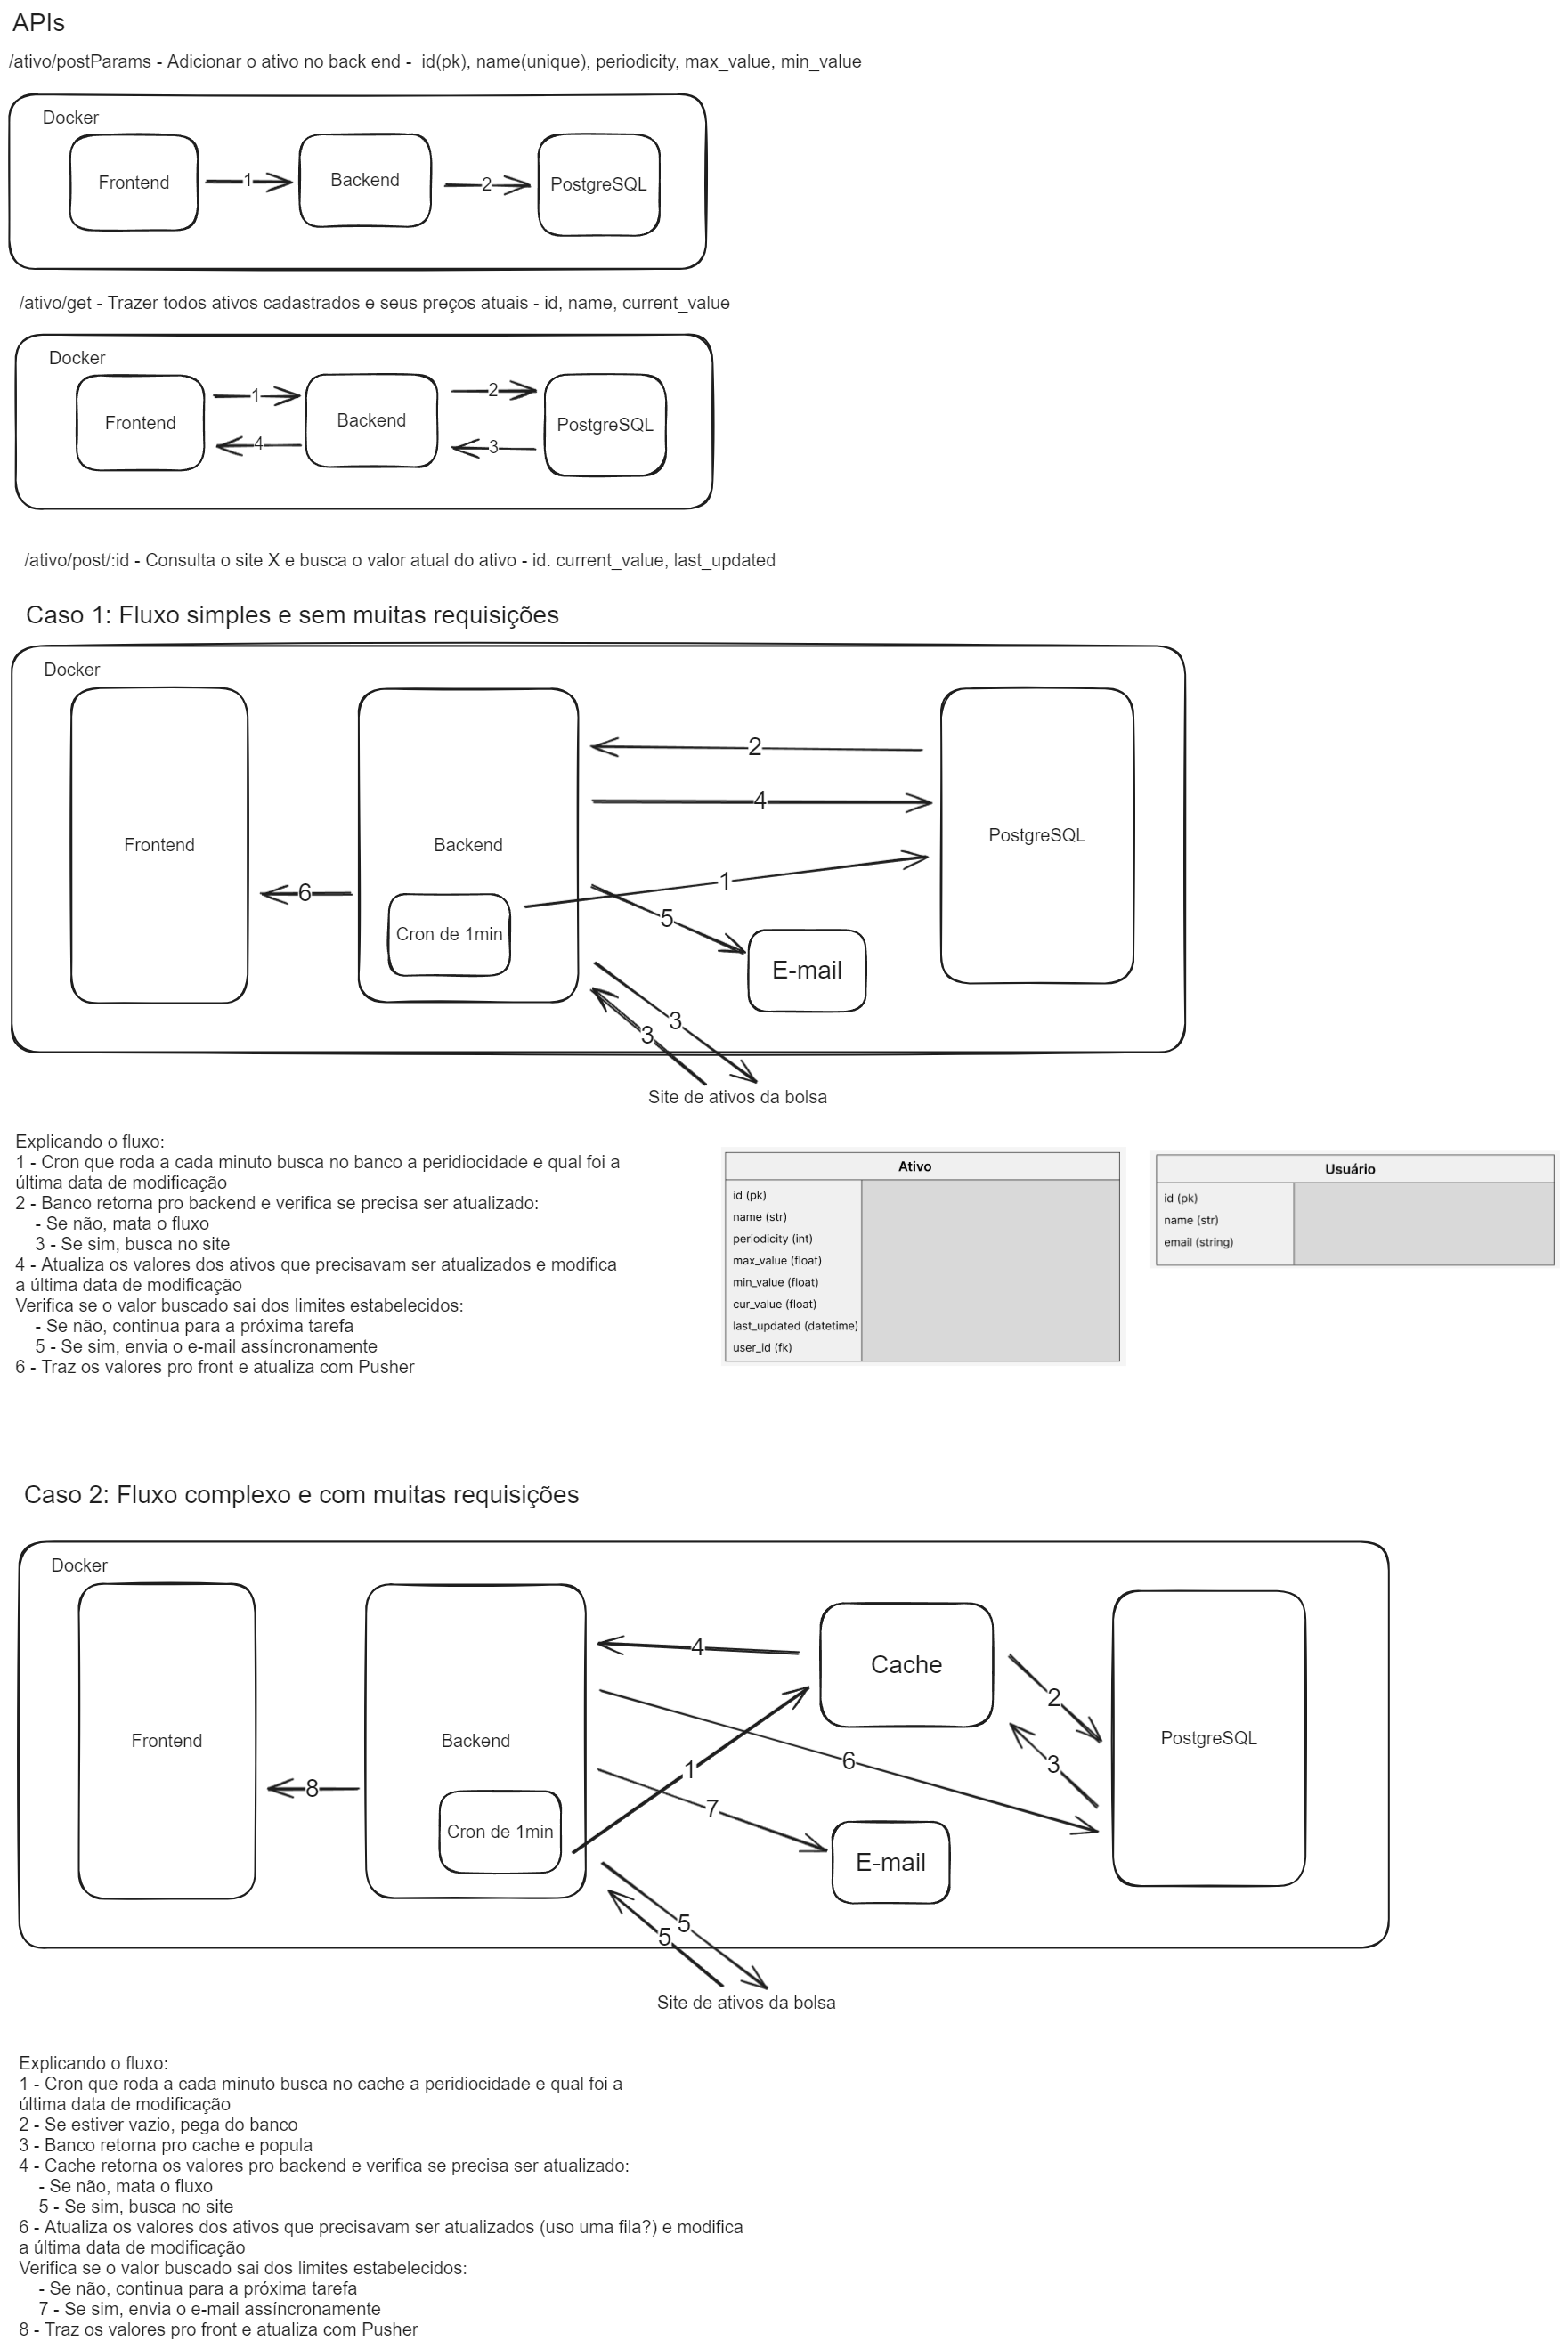 APIs
/ativo/postParams - Adicionar o ativo no back end -  id(pk), name(unique), periodicity, max_value, min_value
Docker
Frontend
1
Backend
2
PostgreSQL
/ativo/get - Trazer todos ativos cadastrados e seus preços atuais - id, name, current_value
Docker
Frontend
1
4
Backend
2
3
PostgreSQL
/ativo/post/:id - Consulta o site X e busca o valor atual do ativo - id. current_value, last_updated
Caso 1: Fluxo simples e sem muitas requisições
Docker
Frontend
6
Backend
Cron de 1min
2
4
1
5
PostgreSQL
E-mail
3
3
Site de ativos da bolsa
Explicando o fluxo:
1 - Cron que roda a cada minuto busca no banco a peridiocidade e qual foi a
última data de modificação
2 - Banco retorna pro backend e verifica se precisa ser atualizado:
- Se não, mata o fluxo
3 - Se sim, busca no site
4 - Atualiza os valores dos ativos que precisavam ser atualizados e modifica
a última data de modificação
Verifica se o valor buscado sai dos limites estabelecidos:
- Se não, continua para a próxima tarefa
5 - Se sim, envia o e-mail assíncronamente
6 - Traz os valores pro front e atualiza com Pusher
Ativo
id (pk)
name (str)
periodicity (int)
max_value (float)
min_value (float)
cur_value (float)
last_updated (datetime)
user_id (fk)
Usuário
id (pk)
name (str)
email (string)
Caso 2: Fluxo complexo e com muitas requisições
Docker
Frontend
8
Backend
Cron de 1min
4
Cache
2
3
PostgreSQL
1
6
7
E-mail
5
5
Site de ativos da bolsa
Explicando o fluxo:
1 - Cron que roda a cada minuto busca no cache a peridiocidade e qual foi a
última data de modificação
2 - Se estiver vazio, pega do banco
3 - Banco retorna pro cache e popula
4 - Cache retorna os valores pro backend e verifica se precisa ser atualizado:
- Se não, mata o fluxo
5 - Se sim, busca no site
6 - Atualiza os valores dos ativos que precisavam ser atualizados (uso uma fila?) e modifica
a última data de modificação
Verifica se o valor buscado sai dos limites estabelecidos:
- Se não, continua para a próxima tarefa
7 - Se sim, envia o e-mail assíncronamente
8 - Traz os valores pro front e atualiza com Pusher